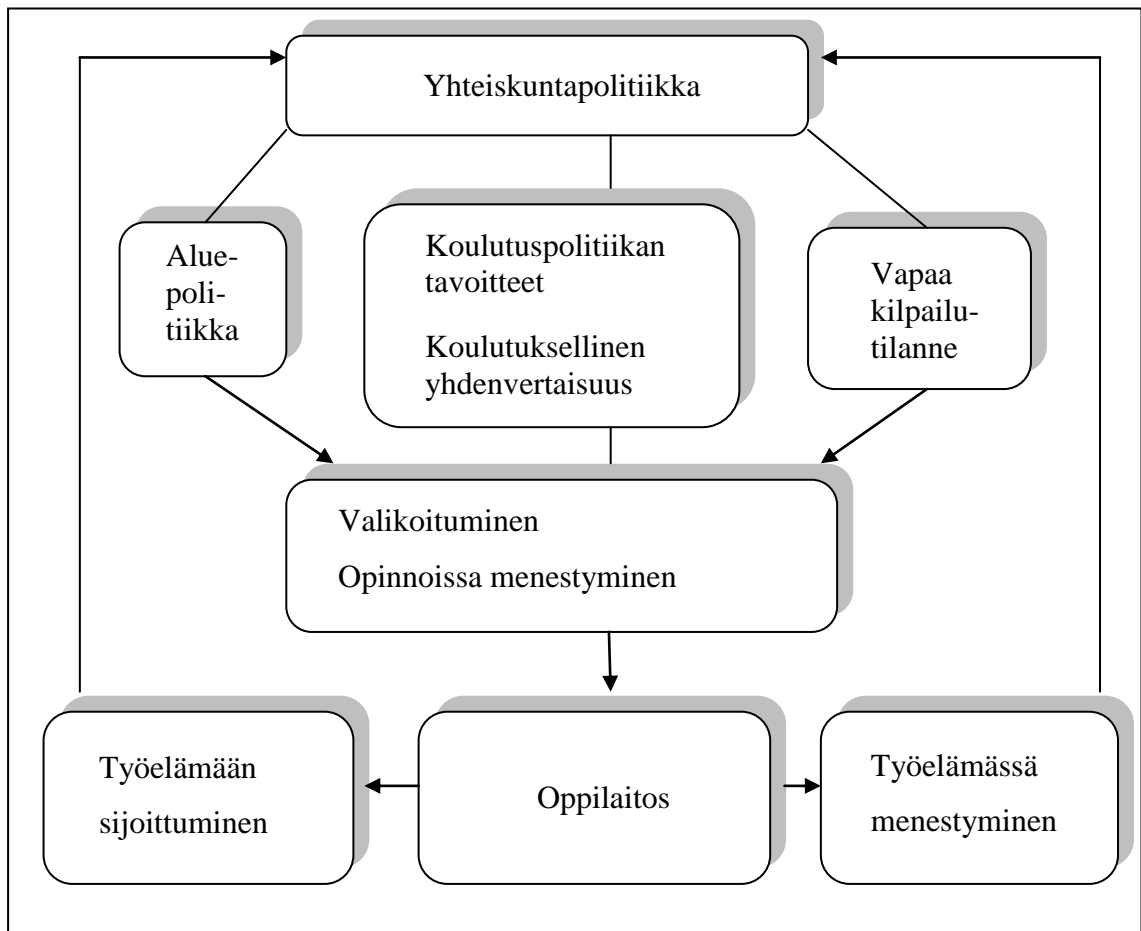 Yhteiskuntapolitiikka
Alue-
poli-
tiikka
Koulutuspolitiikan
tavoitteet
Koulutuksellinen
yhdenvertaisuus
Vapaa
kilpailu-
tilanne
Valikoituminen
Opinnoissa menestyminen
Työelämään
sijoittuminen
Oppilaitos
Työelämässä
menestyminen